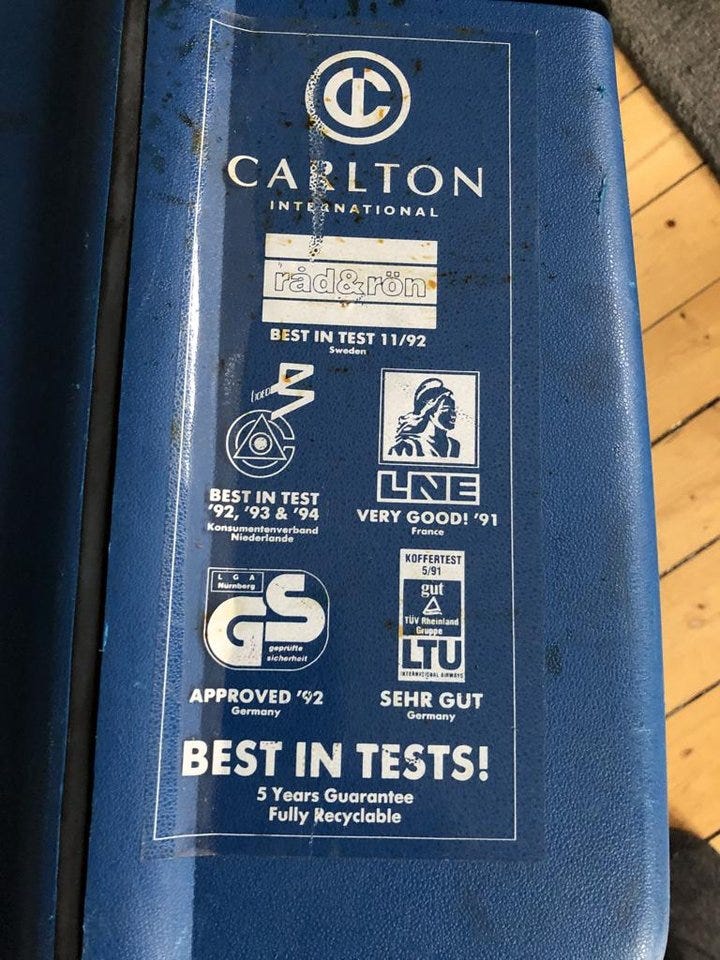 CARLTON
INTERNATIONAL
råd&rön
BEST IN TEST 11/92
Sweden
BEST IN TEST
'92, '93 & '94
Konsumentenverband
Niederlande
LNE
VERY GOOD! '91
France
LGA
Nürnberg
GS
geprüfte
sicherheit
APPROVED '92
Germany
KOFFERTEST
5/91
gut
TÜV Rheinland
Gruppe
LTU
INTERNATIONAL AIRWAYS
SEHR GUT
Germany
BEST IN TESTS!
5 Years Guarantee
Fully Recyclable